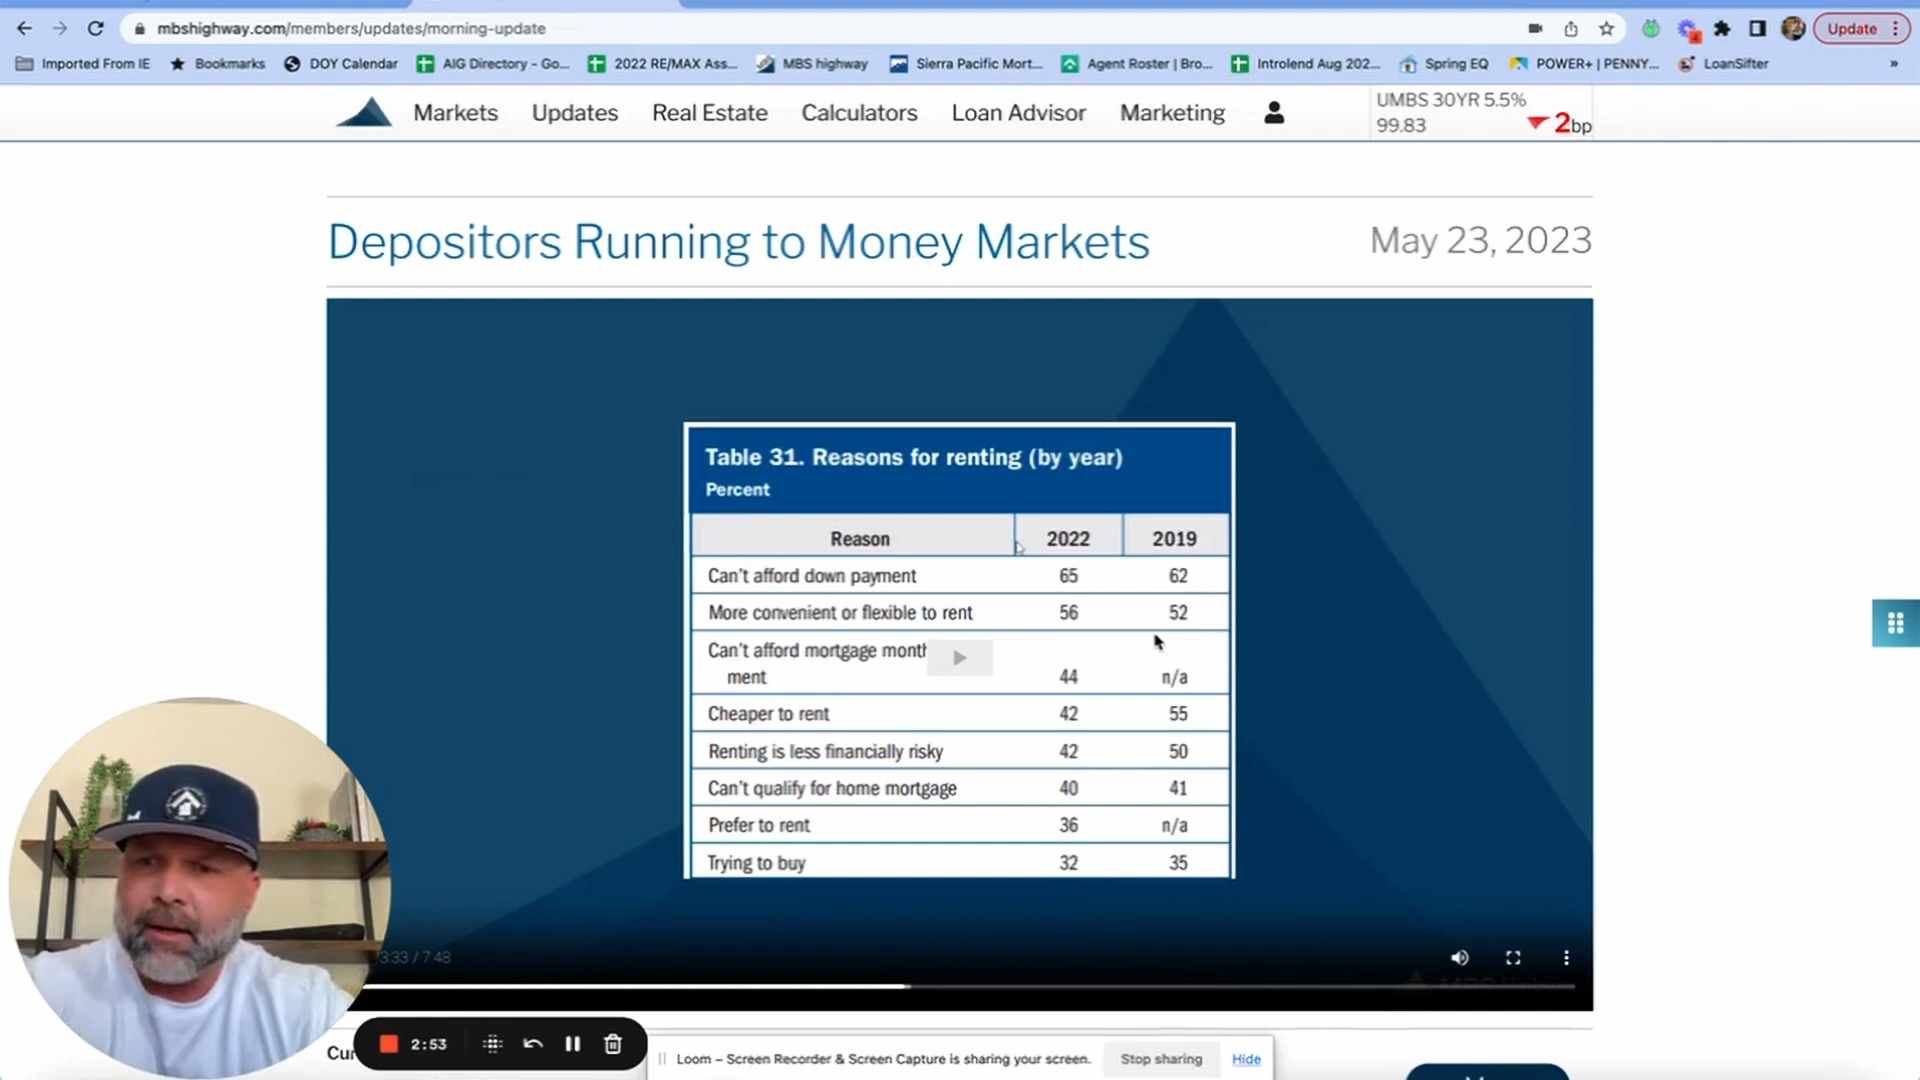 mbshighway.com/members/updates/morning-update
Update
Imported From IE
Bookmarks
DOY Calendar
AIG Directory - Go...
2022 RE/MAX Ass...
MBS highway
Sierra Pacific Mort...
Agent Roster | Bro...
Introlend Aug 202...
Spring EQ
POWER+ | PENNY...
LoanSifter
»
Markets
Updates
Real Estate
Calculators
Loan Advisor
Marketing
UMBS 30YR 5.5%
99.83
2bp
Depositors Running to Money Markets
May 23, 2023
Table 31. Reasons for renting (by year)
Percent
Reason 2022 2019
Can't afford down payment 65 62
More convenient or flexible to rent 56 52
Can't afford mortgage month
ment 44 n/a
Cheaper to rent 42 55
Renting is less financially risky 42 50
Can't qualify for home mortgage 40 41
Prefer to rent 36 n/a
Trying to buy 32 35
3:33 / 7:48
2:53
Loom – Screen Recorder & Screen Capture is sharing your screen.
Stop sharing
Hide